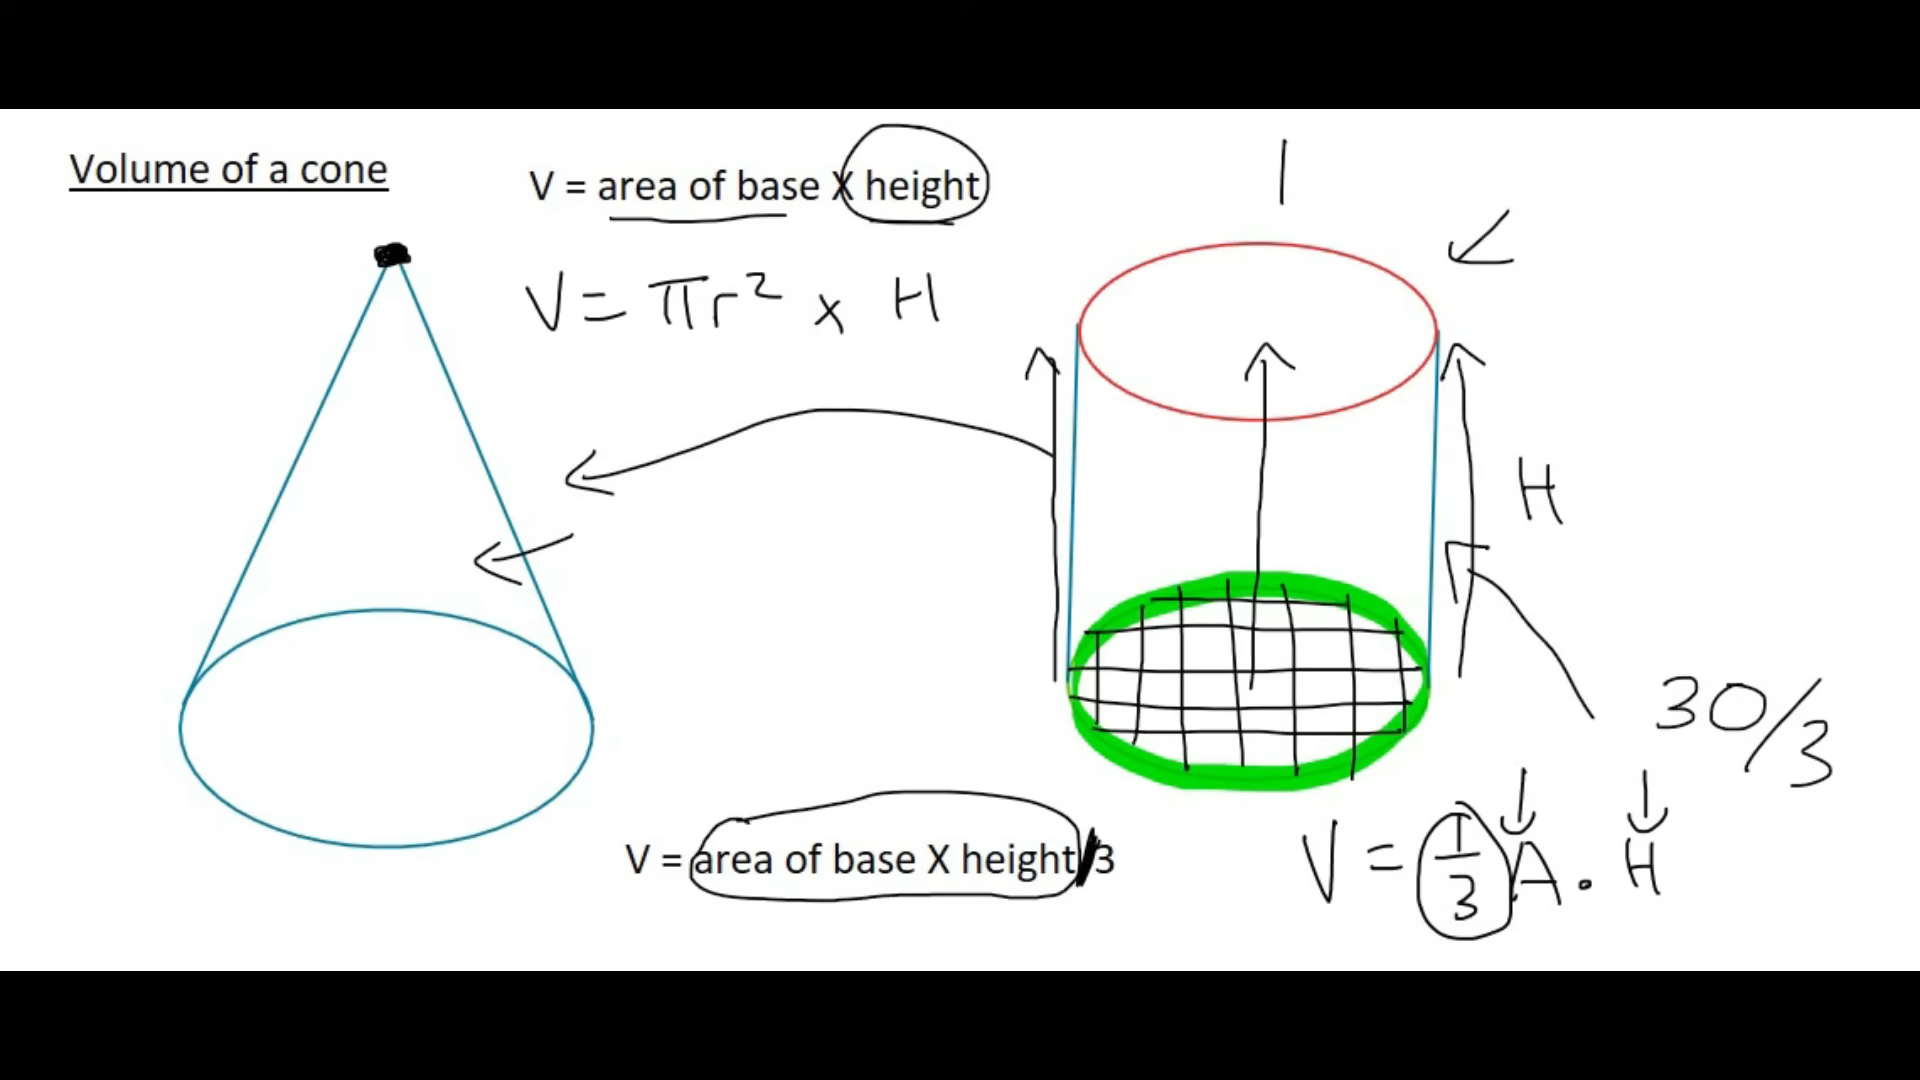 Volume of a cone
V = area of base X height
V = πr² x H
H
30/3
V = area of base X height/3
V = 1/3 A . H